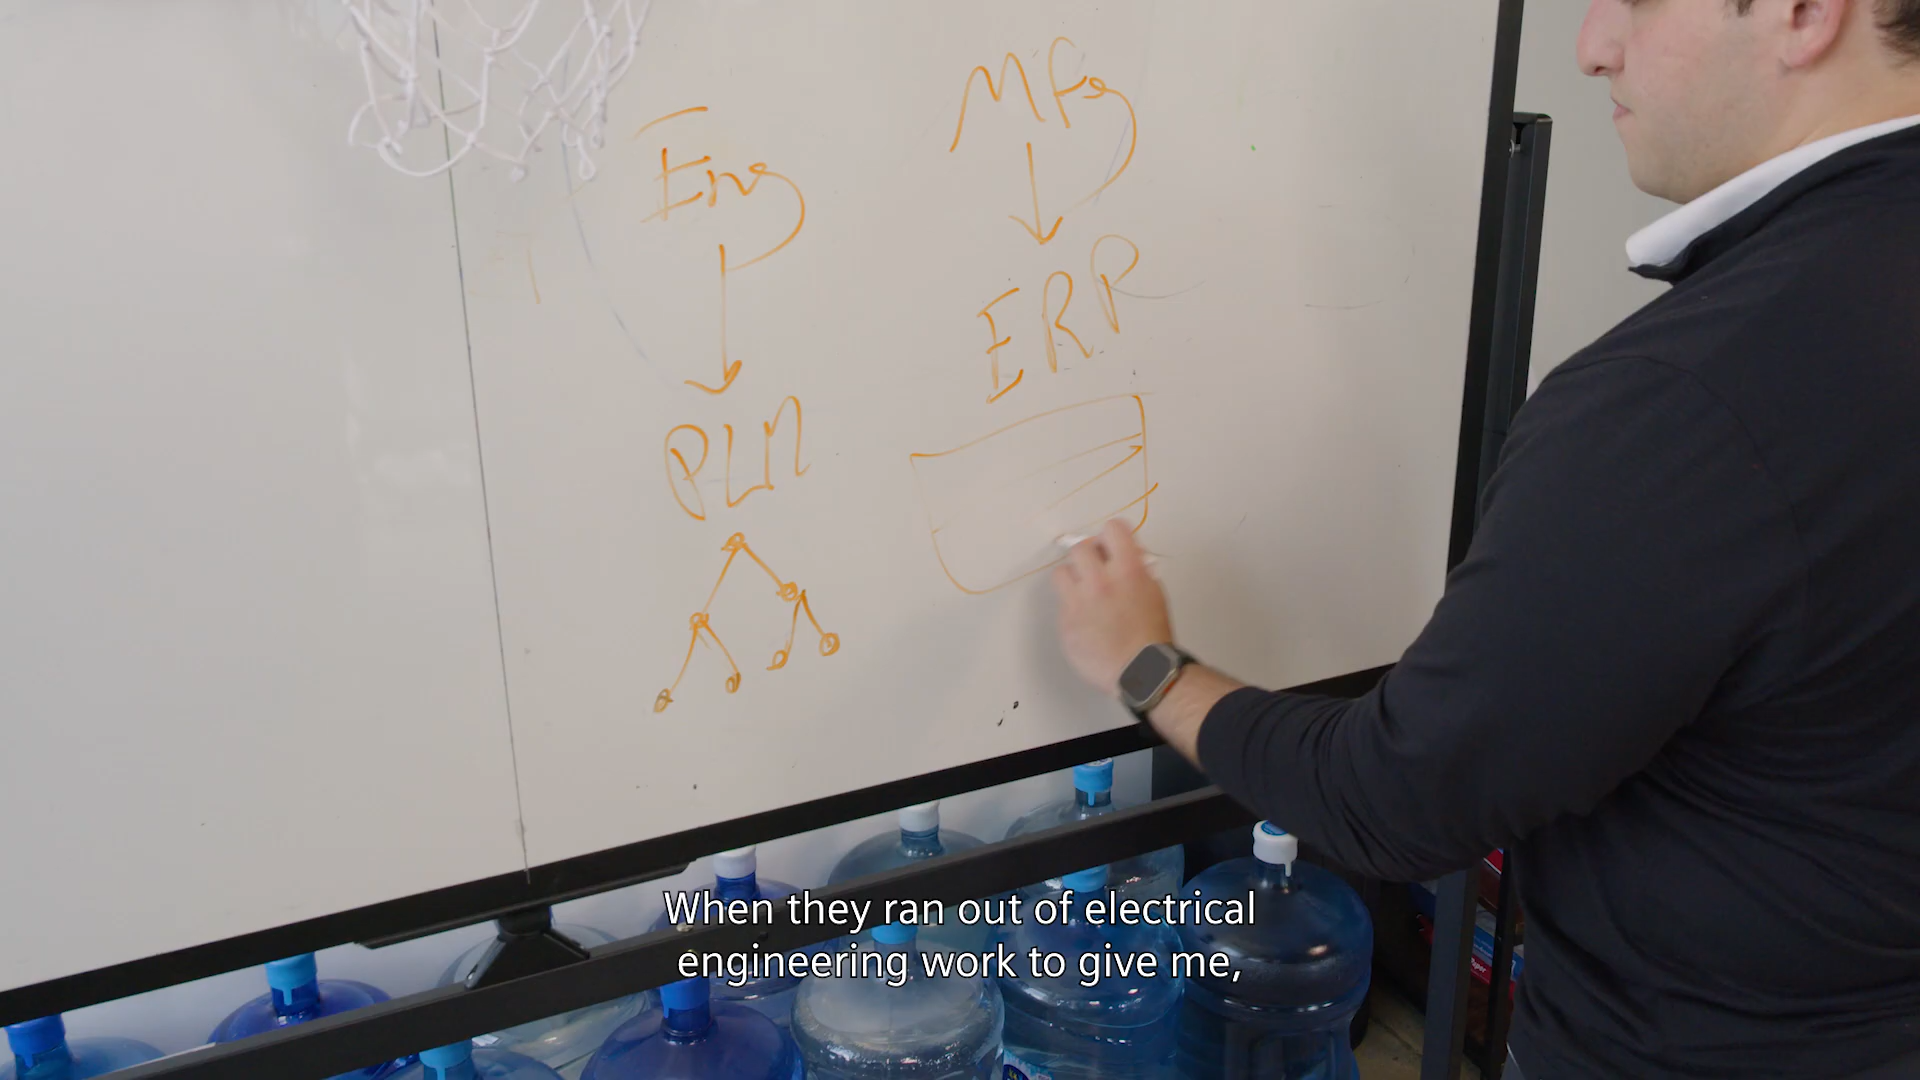 Eng
MFg
PLM
ERP
When they ran out of electrical
engineering work to give me,